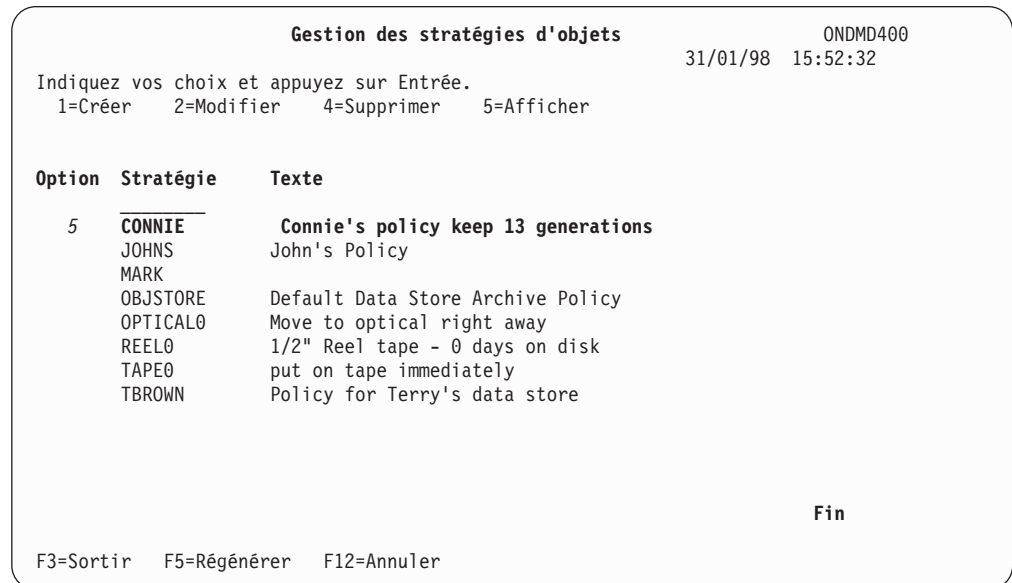 Gestion des stratégies d'objets ONDMD400
31/01/98 15:52:32
Indiquez vos choix et appuyez sur Entrée.
1=Créer 2=Modifier 4=Supprimer 5=Afficher
Option Stratégie Texte
5 CONNIE Connie's policy keep 13 generations
JOHNS John's Policy
MARK
OBJSTORE Default Data Store Archive Policy
OPTICAL0 Move to optical right away
REEL0 1/2" Reel tape - 0 days on disk
TAPE0 put on tape immediately
TBROWN Policy for Terry's data store
Fin
F3=Sortir F5=Régénérer F12=Annuler